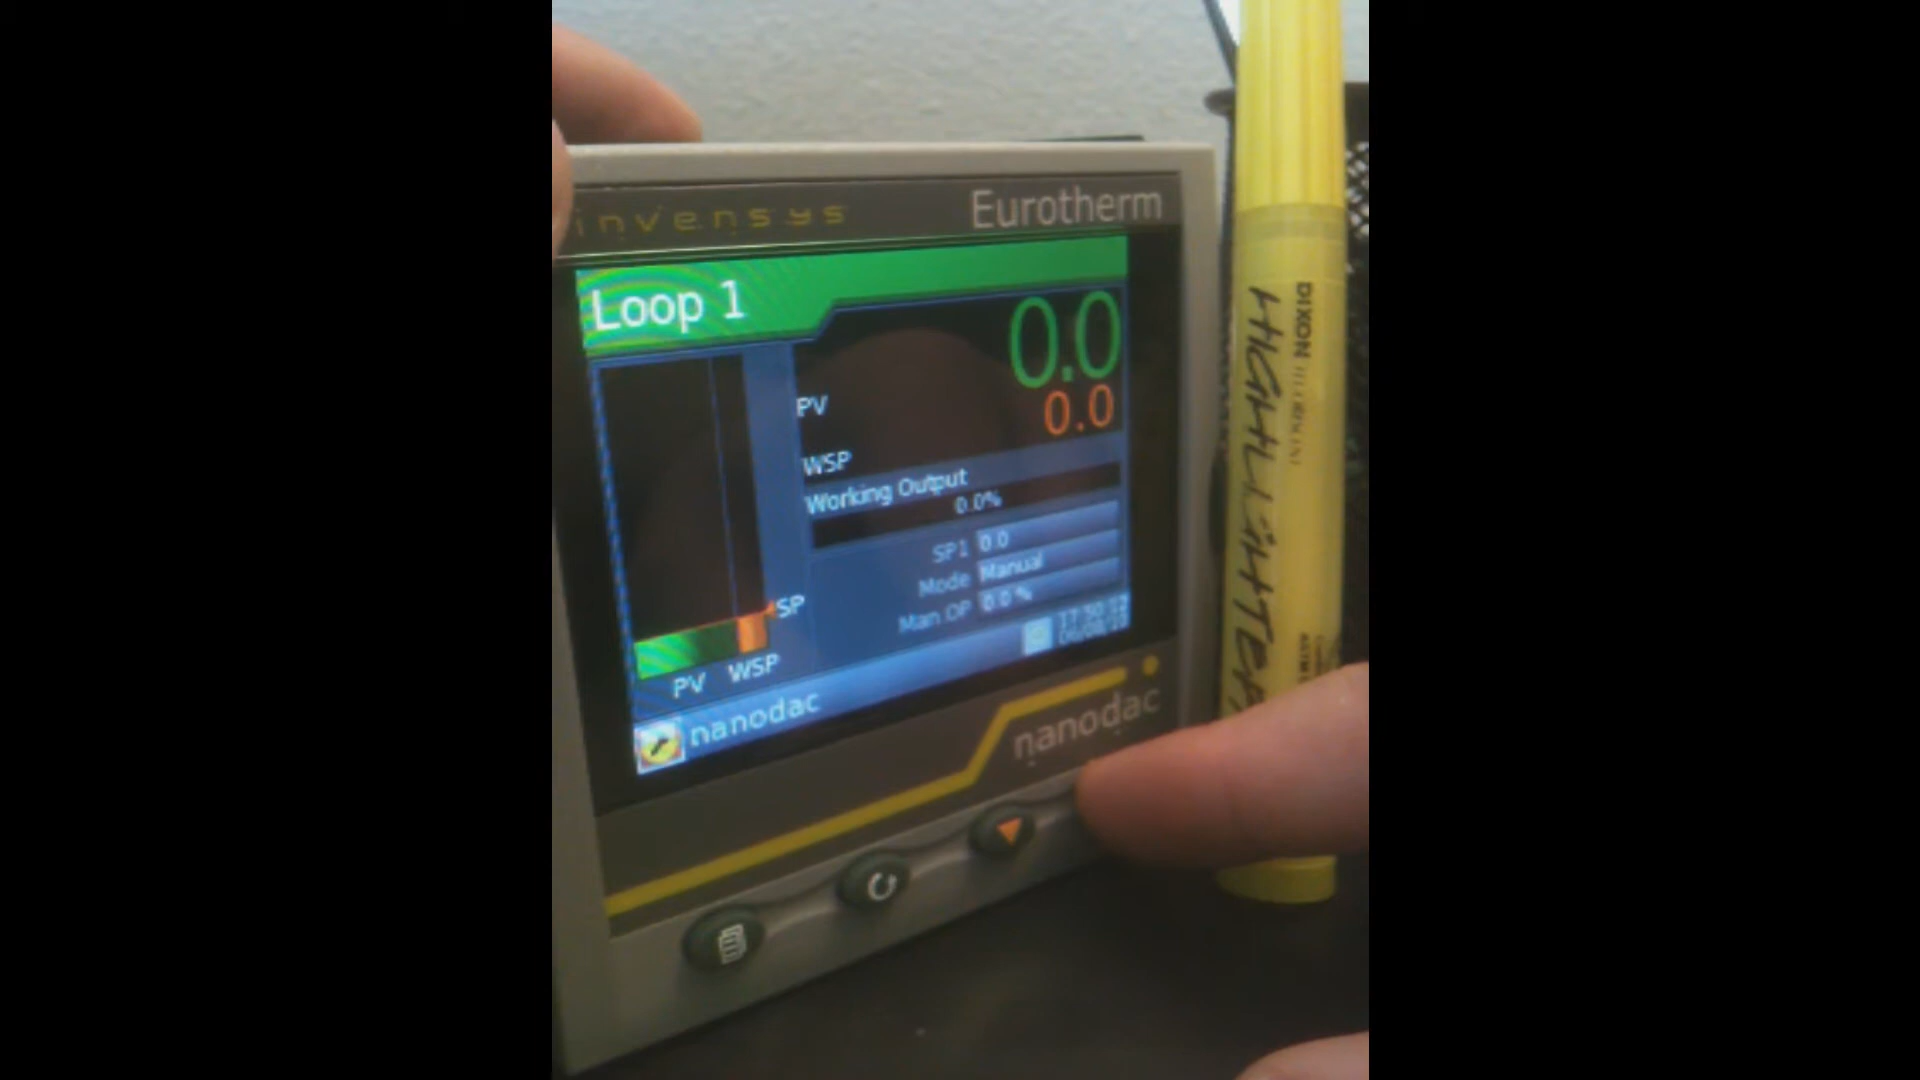 invensys
Eurotherm
Loop 1
0.0
PV
0.0
WSP
Working Output
0.0%
SP1 0.0
Mode Manual
Man OP 0.0 %
SP
PV WSP
nanodac
nanodac
DIXON
HIGHLIGHTER